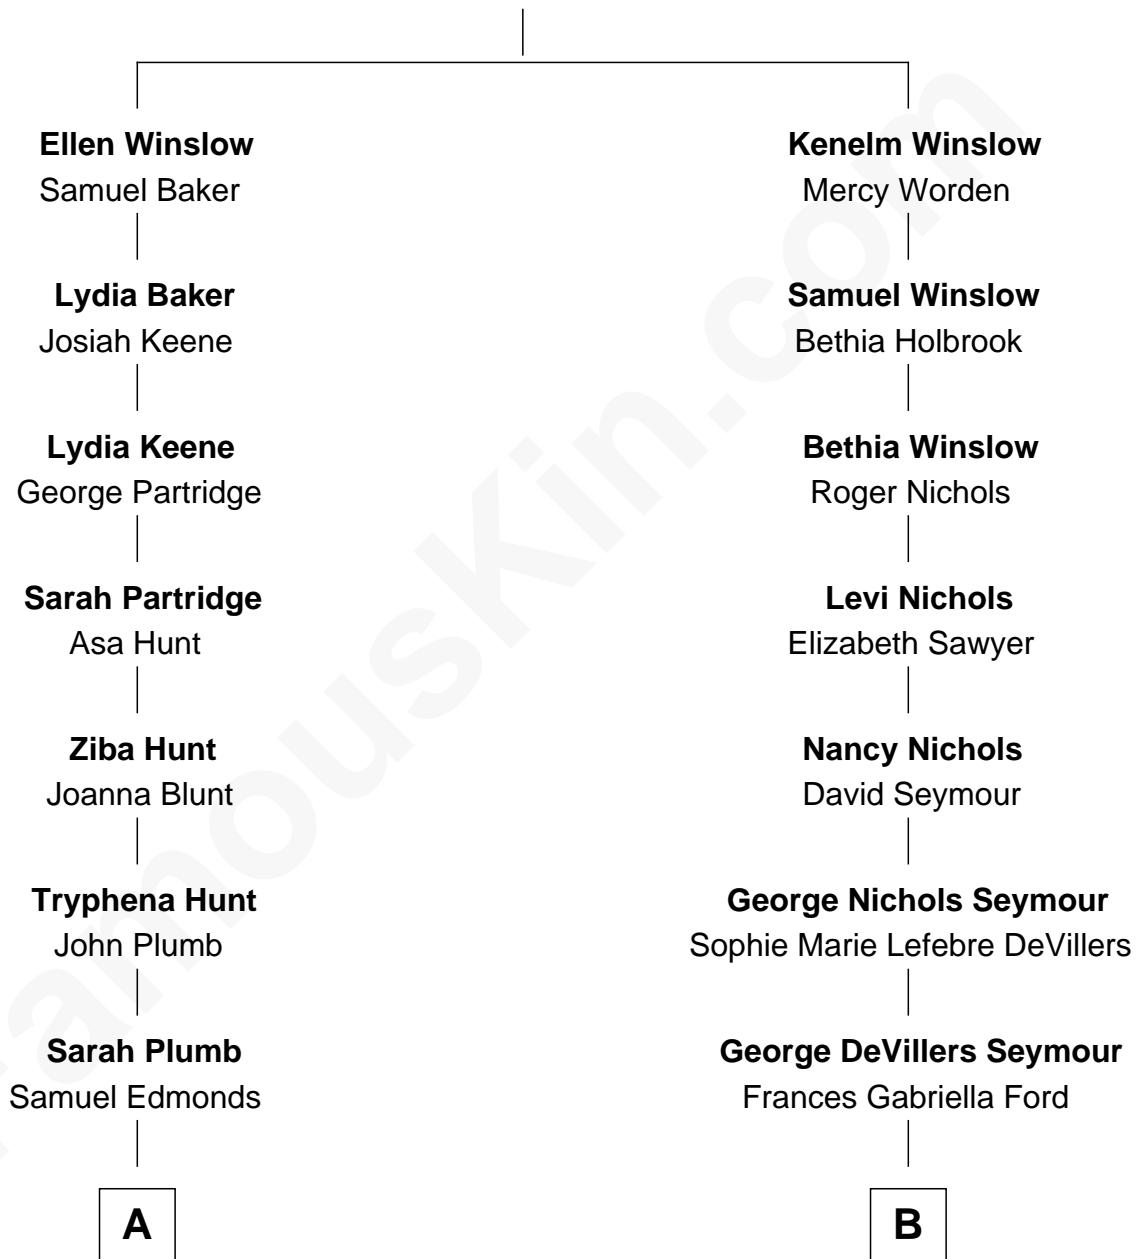 Ellen Winslow
Samuel Baker
Lydia Baker
Josiah Keene
Lydia Keene
George Partridge
Sarah Partridge
Asa Hunt
Ziba Hunt
Joanna Blunt
Tryphena Hunt
John Plumb
Sarah Plumb
Samuel Edmonds
A
Kenelm Winslow
Mercy Worden
Samuel Winslow
Bethia Holbrook
Bethia Winslow
Roger Nichols
Levi Nichols
Elizabeth Sawyer
Nancy Nichols
David Seymour
George Nichols Seymour
Sophie Marie Lefebre DeVillers
George DeVillers Seymour
Frances Gabriella Ford
B
FamousKin.com